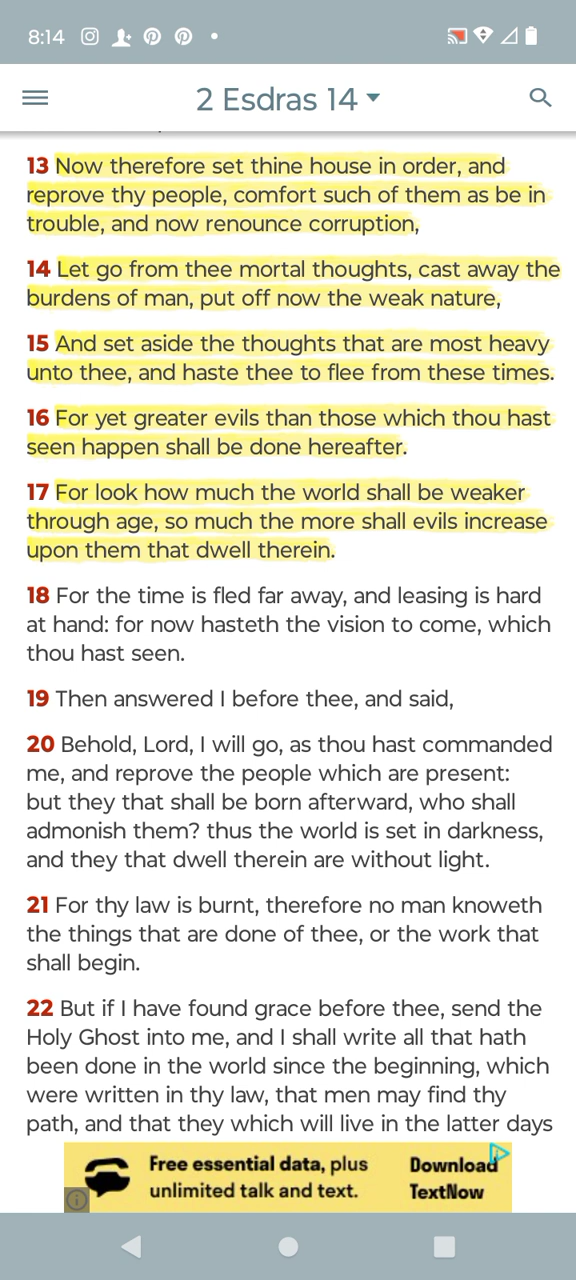 8:14
2 Esdras 14
13 Now therefore set thine house in order, and
reprove thy people, comfort such of them as be in
trouble, and now renounce corruption,
14 Let go from thee mortal thoughts, cast away the
burdens of man, put off now the weak nature,
15 And set aside the thoughts that are most heavy
unto thee, and haste thee to flee from these times.
16 For yet greater evils than those which thou hast
seen happen shall be done hereafter.
17 For look how much the world shall be weaker
through age, so much the more shall evils increase
upon them that dwell therein.
18 For the time is fled far away, and leasing is hard
at hand: for now hasteth the vision to come, which
thou hast seen.
19 Then answered I before thee, and said,
20 Behold, Lord, I will go, as thou hast commanded
me, and reprove the people which are present:
but they that shall be born afterward, who shall
admonish them? thus the world is set in darkness,
and they that dwell therein are without light.
21 For thy law is burnt, therefore no man knoweth
the things that are done of thee, or the work that
shall begin.
22 But if I have found grace before thee, send the
Holy Ghost into me, and I shall write all that hath
been done in the world since the beginning, which
were written in thy law, that men may find thy
path, and that they which will live in the latter days
Free essential data, plus
unlimited talk and text.
Download
TextNow